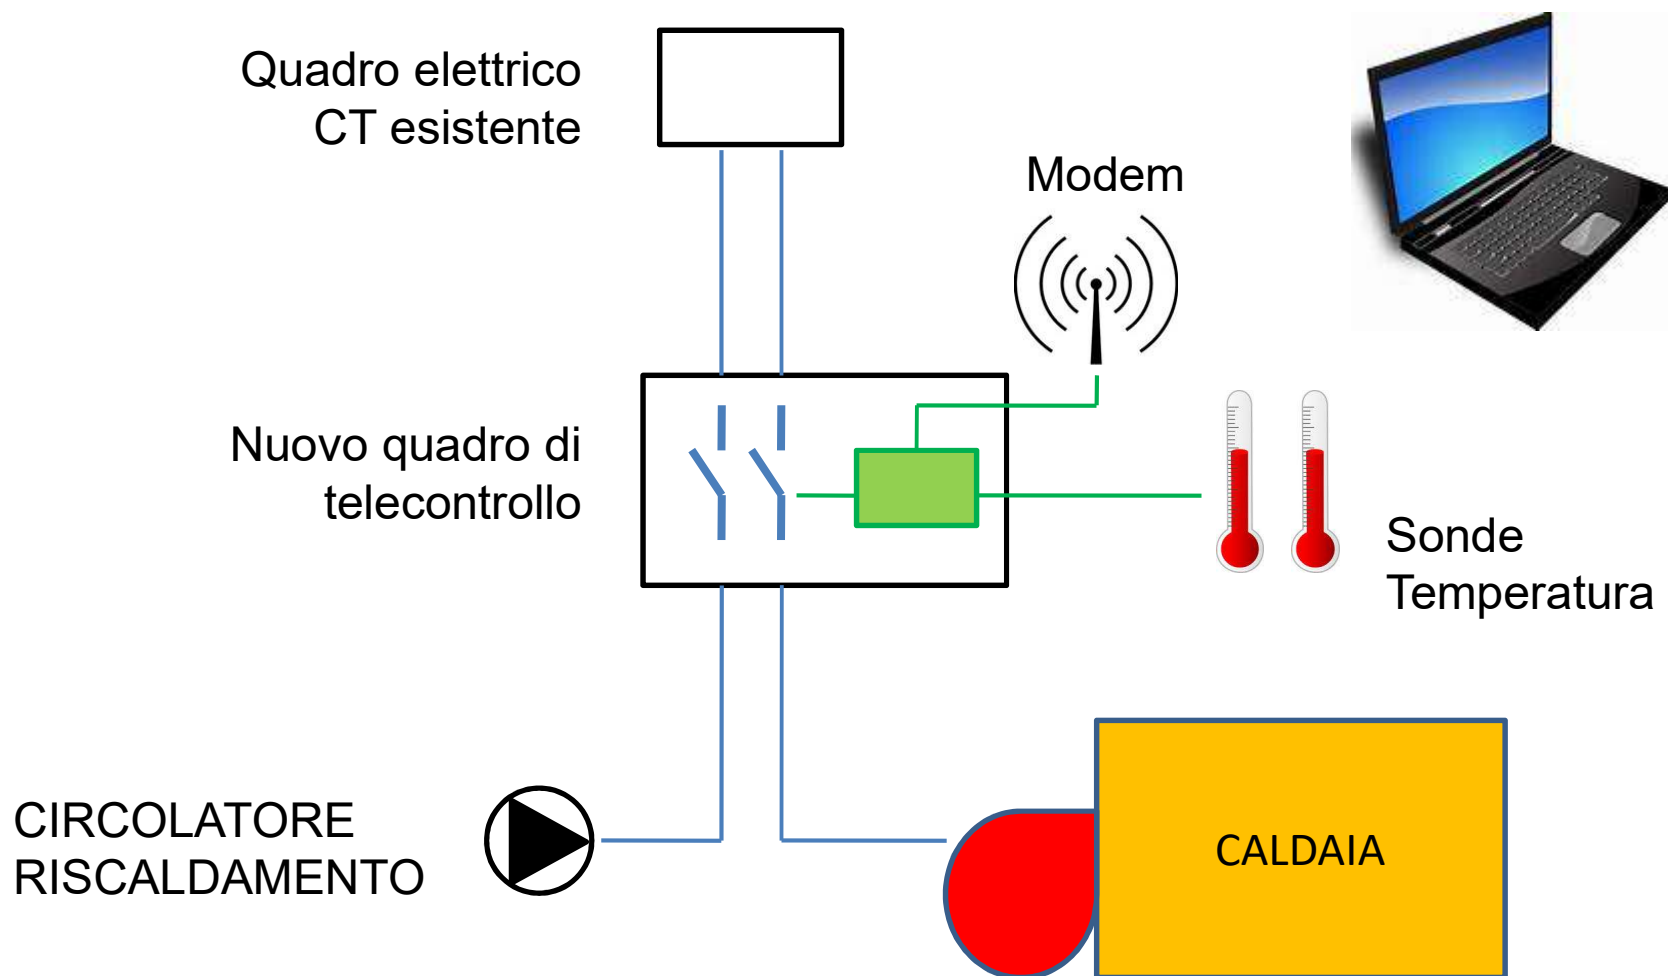 Quadro elettrico
CT esistente
Modem
Nuovo quadro di
telecontrollo
Sonde
Temperatura
CIRCOLATORE
RISCALDAMENTO
CALDAIA